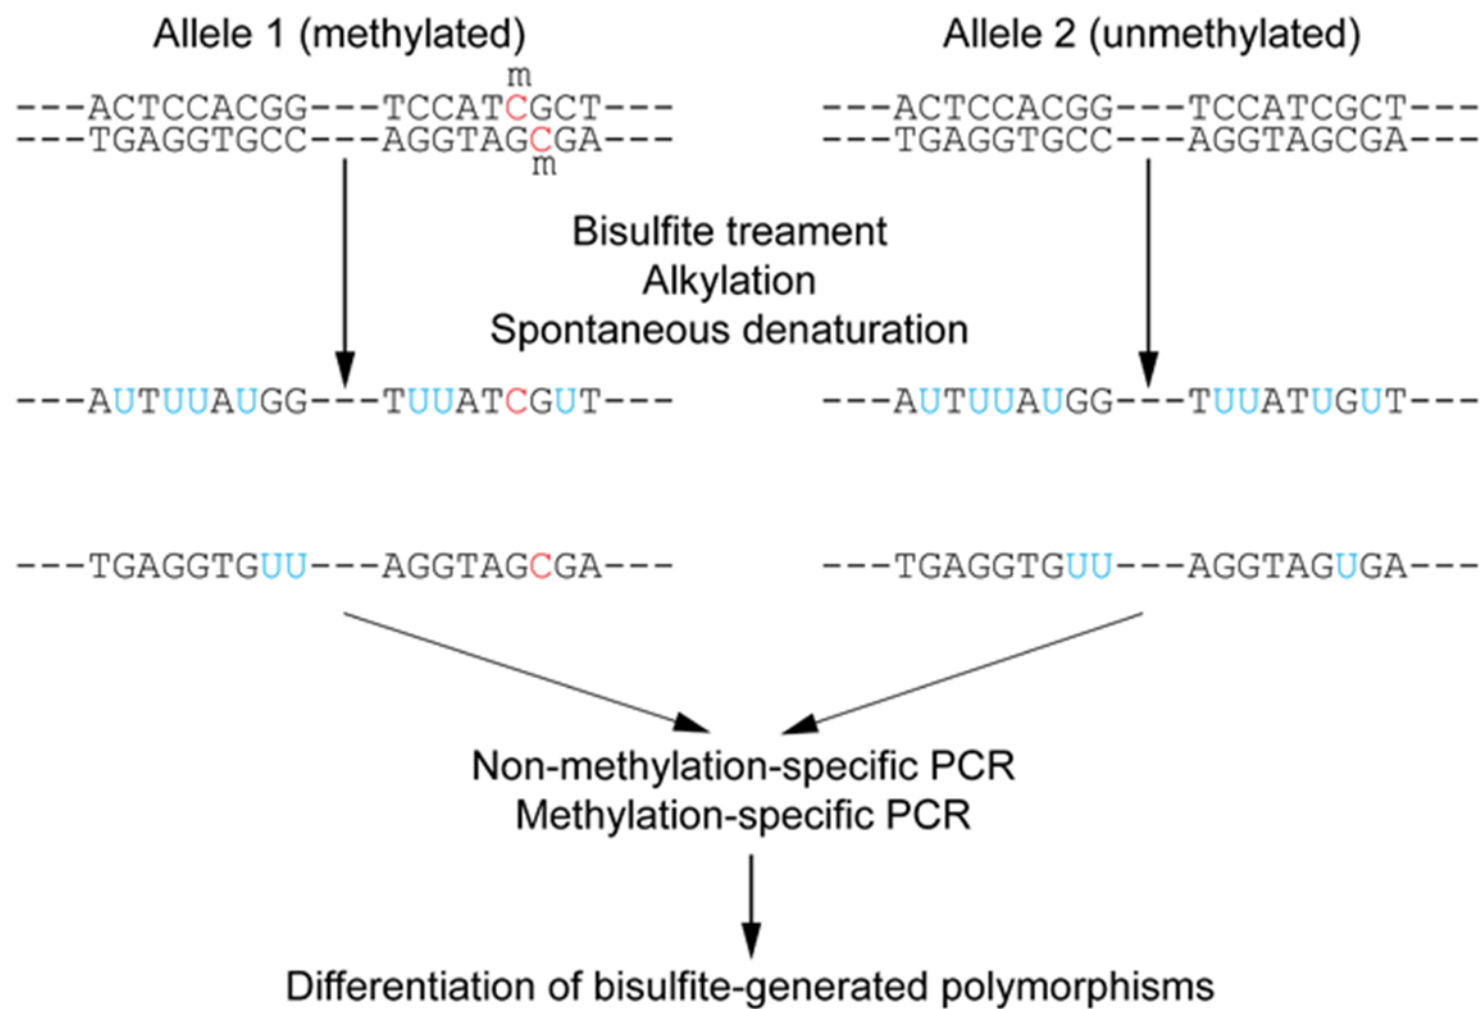 Allele 1 (methylated) Allele 2 (unmethylated)
m
---ACTCCACGG---TCCATCGCT--- ---ACTCCACGG---TCCATCGCT---
---TGAGGTGCC---AGGTAGCGA--- ---TGAGGTGCC---AGGTAGCGA---
m
Bisulfite treament
Alkylation
Spontaneous denaturation
---AUTUUAUGG---TUUATCGUT--- ---AUTUUAUGG---TUUATUGUT---
---TGAGGTGUU---AGGTAGCGA--- ---TGAGGTGUU---AGGTAGUGA---
Non-methylation-specific PCR
Methylation-specific PCR
Differentiation of bisulfite-generated polymorphisms